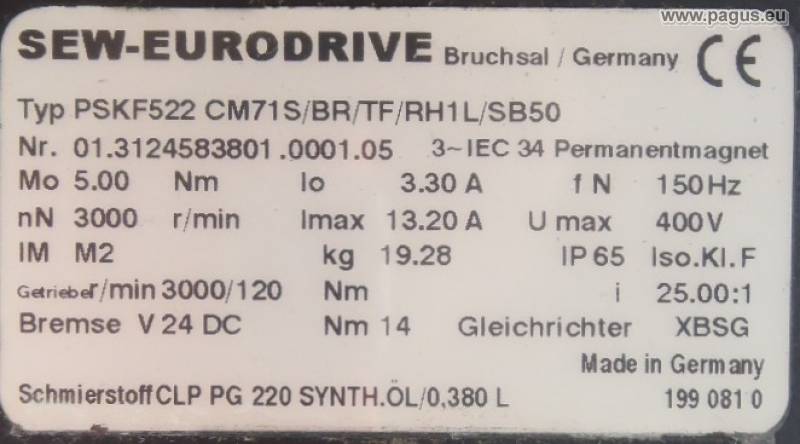 www.pagus.eu
SEW-EURODRIVE Bruchsal / Germany CE
Typ PSKF522 CM71S/BR/TF/RH1L/SB50
Nr. 01.3124583801.0001.05 3~IEC 34 Permanentmagnet
Mo 5.00 Nm Io 3.30 A f N 150Hz
nN 3000 r/min Imax 13.20 A U max 400V
IM M2 kg 19.28 IP 65 Iso.Kl.F
Getriebe r/min 3000/120 Nm i 25.00:1
Bremse V 24 DC Nm 14 Gleichrichter XBSG
Made in Germany
Schmierstoff CLP PG 220 SYNTH.ÖL/0,380 L 199 081 0